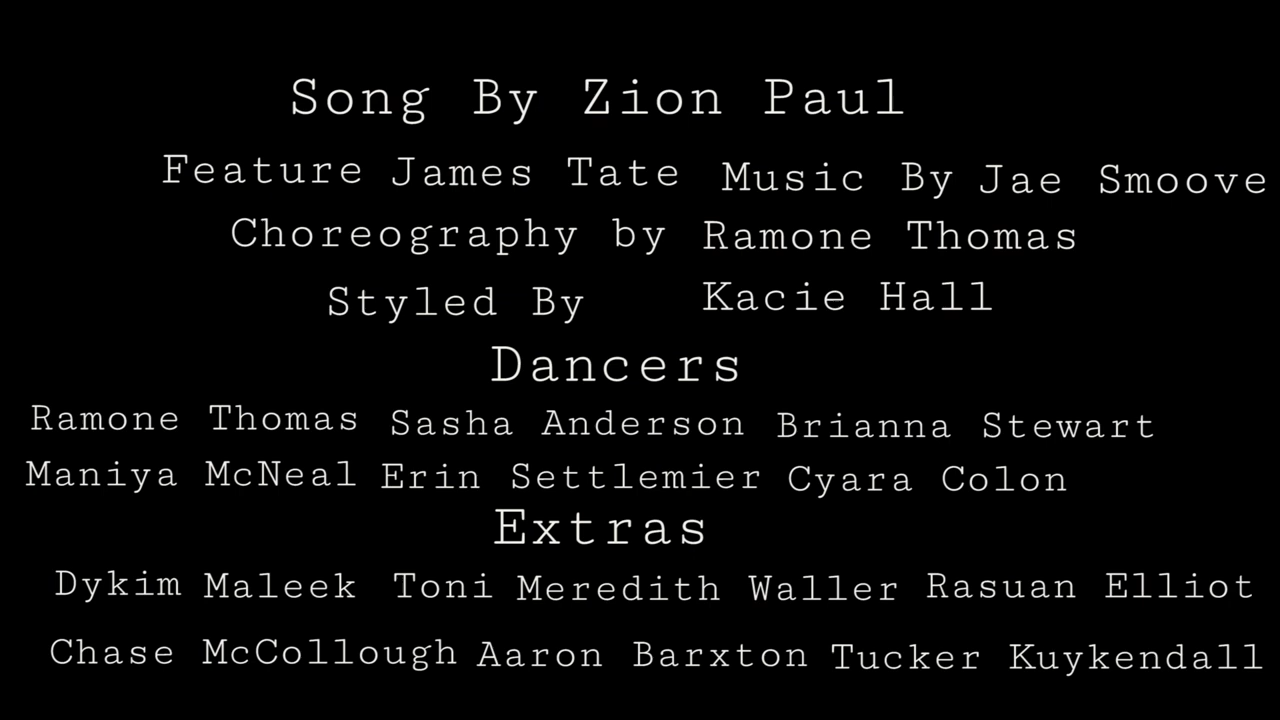 Song By Zion Paul
Feature James Tate Music By Jae Smoove
Choreography by Ramone Thomas
Styled By Kacie Hall
Dancers
Ramone Thomas Sasha Anderson Brianna Stewart
Maniya McNeal Erin Settlemier Cyara Colon
Extras
Dykim Maleek Toni Meredith Waller Rasuan Elliot
Chase McCollough Aaron Barxton Tucker Kuykendall